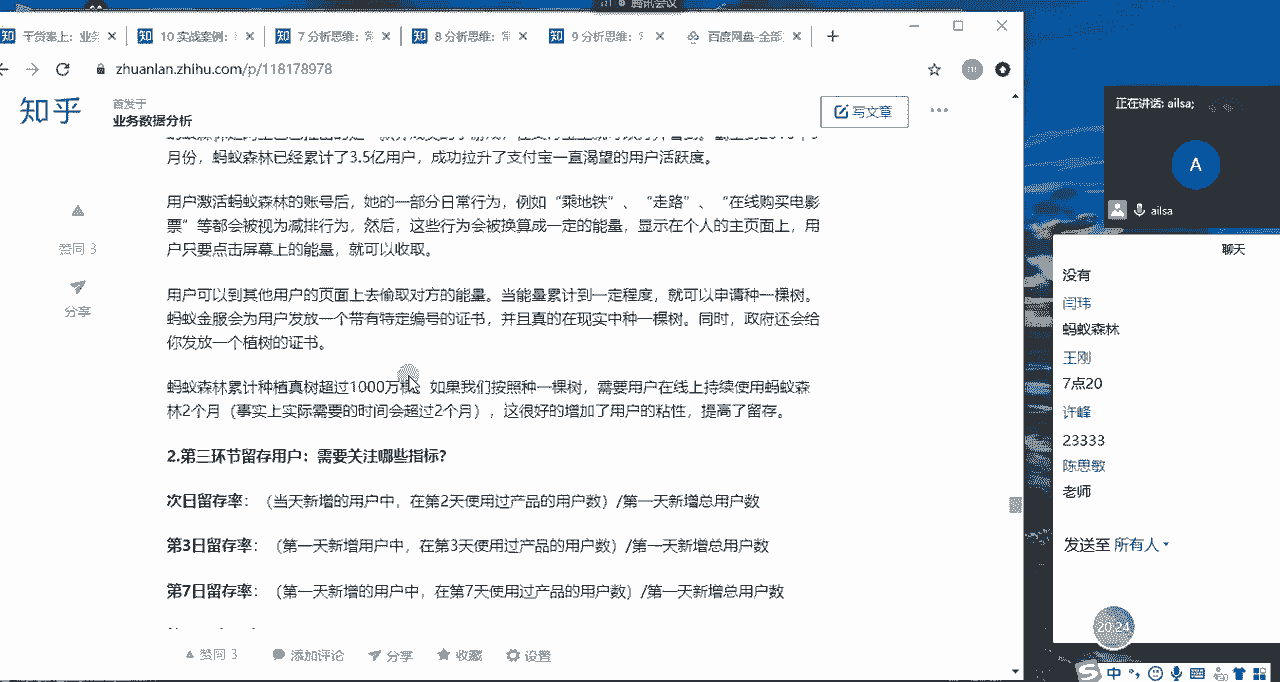 腾讯会议
干货案上：业务
10 实战案例：
7 分析思维：
8 分析思维：
9 分析思维：
百度网盘-全部
zhuanlan.zhihu.com/p/118178978
知乎
首发于
业务数据分析
写文章
月份，蚂蚁森林已经累计了3.5亿用户，成功拉升了支付宝一直渴望的用户活跃度。
用户激活蚂蚁森林的账号后，她的一部分日常行为，例如“乘地铁”、“走路”、“在线购买电影
票”等都会被视为减排行为，然后，这些行为会被换算成一定的能量，显示在个人的主页面上，用
户只要点击屏幕上的能量，就可以收取。
用户可以到其他用户的页面上去偷取对方的能量。当能量累计到一定程度，就可以申请种一棵树。
蚂蚁金服会为用户发放一个带有特定编号的证书，并且真的在现实中种一棵树。同时，政府还会给
你发放一个植树的证书。
蚂蚁森林累计种植真树超过1000万 如果我们按照种一棵树，需要用户在线上持续使用蚂蚁森
林2个月（事实上实际需要的时间会超过2个月），这很好的增加了用户的粘性，提高了留存。
2.第三环节留存用户：需要关注哪些指标?
次日留存率：（当天新增的用户中，在第2天使用过产品的用户数）/第一天新增总用户数
第3日留存率：（第一天新增用户中，在第3天使用过产品的用户数）/第一天新增总用户数
第7日留存率：（第一天新增的用户中，在第7天使用过产品的用户数）/第一天新增总用户数
赞同 3
分享
赞同 3
添加评论
分享
收藏
设置
正在讲话: ailsa;
A
ailsa
聊天
没有
闫玮
蚂蚁森林
王刚
7点20
许峰
23333
陈思敏
老师
发送至 所有人
20:24
中